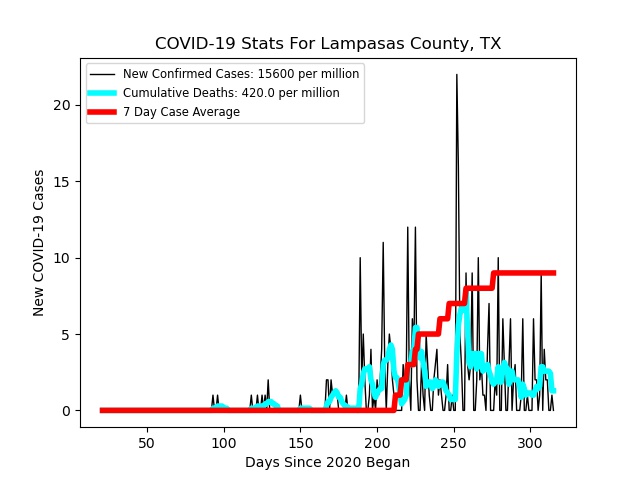 COVID-19 Stats For Lampasas County, TX
New Confirmed Cases: 15600 per million
Cumulative Deaths: 420.0 per million
7 Day Case Average
New COVID-19 Cases
20
15
10
5
0
50 100 150 200 250 300
Days Since 2020 Began